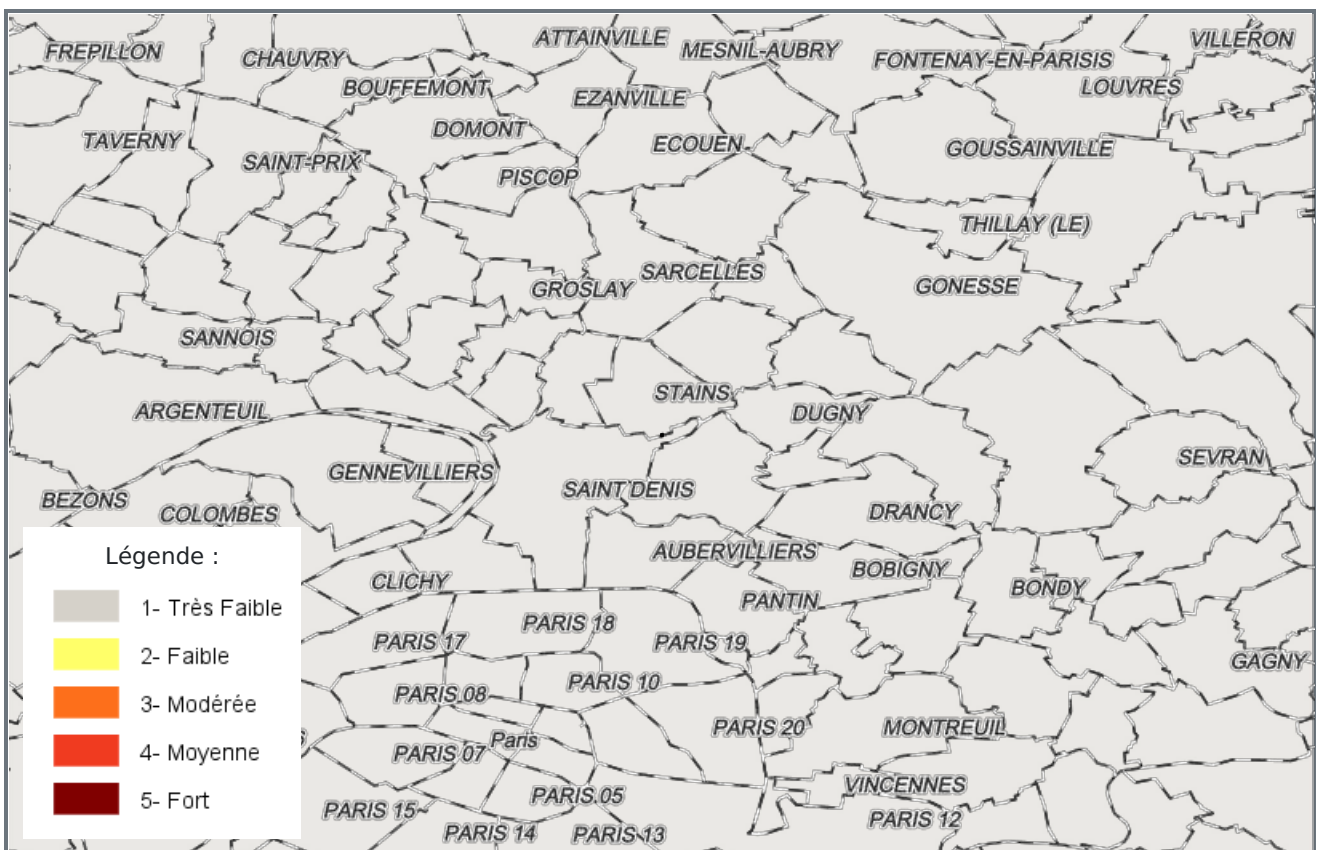 ATTAINVILLE
VILLERON
FREPILLON
CHAUVRY
MESNIL-AUBRY
FONTENAY-EN-PARISIS
BOUFFEMONT
LOUVRES
EZANVILLE
TAVERNY
DOMONT
ECOUEN
GOUSSAINVILLE
SAINT-PRIX
PISCOP
THILLAY (LE)
SARCELLES
GROSLAY
GONESSE
SANNOIS
STAINS
ARGENTEUIL
DUGNY
GENNEVILLIERS
SEVRAN
BEZONS
SAINT DENIS
COLOMBES
DRANCY
AUBERVILLIERS
CLICHY
BOBIGNY
BONDY
PANTIN
PARIS 18
PARIS 17
PARIS 19
GAGNY
PARIS 10
PARIS 08
PARIS 20
MONTREUIL
Paris
PARIS 07
VINCENNES
PARIS 05
PARIS 15
PARIS 12
PARIS 14
PARIS 13
Légende :
1- Très Faible
2- Faible
3- Modérée
4- Moyenne
5- Fort